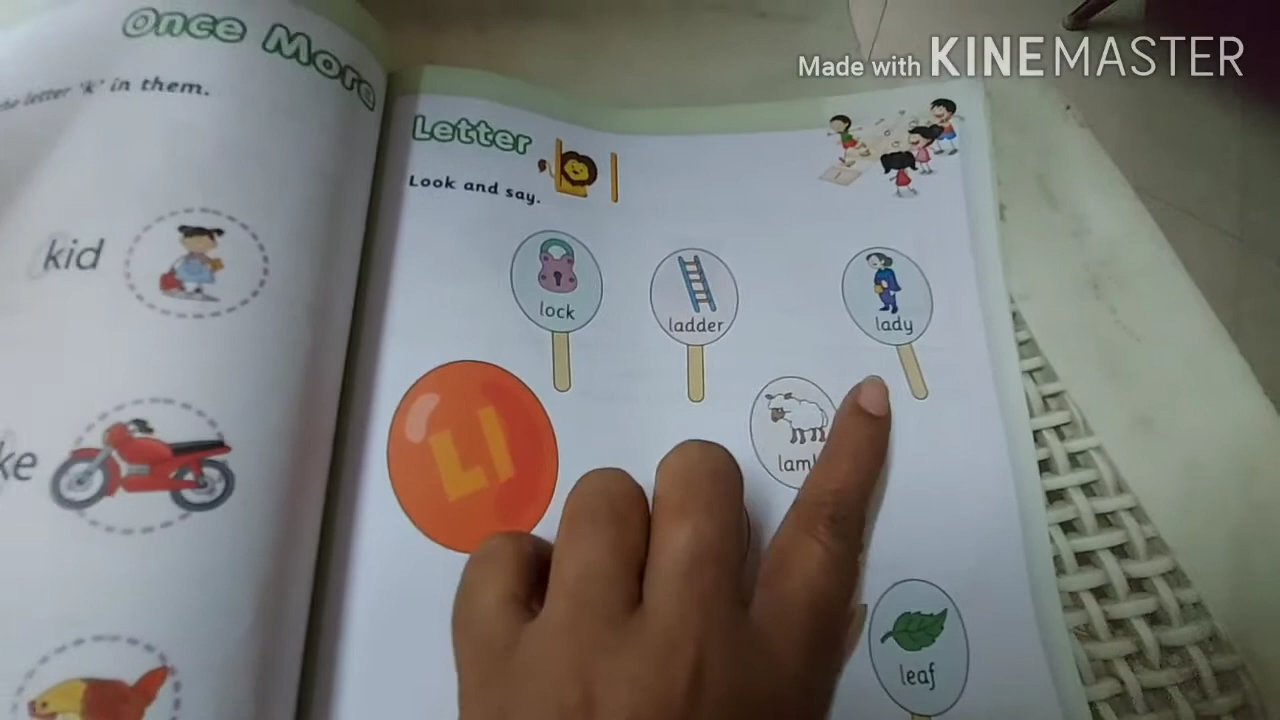 Once More
the letter 'k' in them.
kid
ke
Letter
Look and say.
lock
ladder
lady
Ll
leaf
Made with KINEMASTER